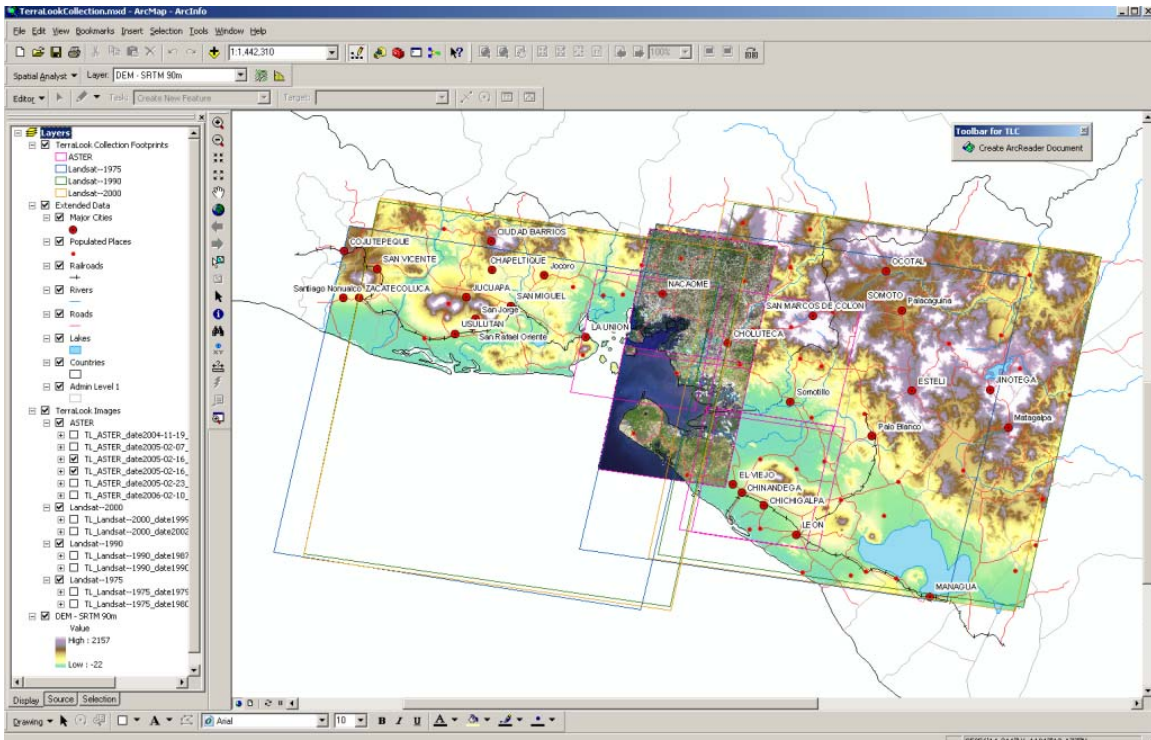 TerraLookCollection.mxd - ArcMap - ArcInfo
File Edit View Bookmarks Insert Selection Tools Window Help
1:1,442,310
100%
Spatial Analyst Layer: DEM - SRTM 90m
Editor Task: Create New Feature Target:
Layers
TerraLook Collection Footprints
ASTER
Landsat--1975
Landsat--1990
Landsat--2000
Extended Data
Major Cities
Populated Places
Railroads
Rivers
Roads
Lakes
Countries
Admin Level 1
TerraLook Images
ASTER
TL_ASTER_date2004-11-19_
TL_ASTER_date2005-02-07_
TL_ASTER_date2005-02-16_
TL_ASTER_date2005-02-16_
TL_ASTER_date2005-02-23_
TL_ASTER_date2006-02-10_
Landsat--2000
TL_Landsat--2000_date1999
TL_Landsat--2000_date2002
Landsat--1990
TL_Landsat--1990_date1987
TL_Landsat--1990_date1990
Landsat--1975
TL_Landsat--1975_date1979
TL_Landsat--1975_date1980
DEM - SRTM 90m
Value
High : 2157
Low : -22
Display Source Selection
Toolbar for TLC
Create ArcReader Document
COJUTEPEQUE
CIUDAD BARRIOS
SAN VICENTE
CHAPELTIQUE
Jocoro
Santiago Nonualco
ZACATECOLUCA
JUCUAPA
SAN MIGUEL
San Jorge
USULUTAN
San Rafael Oriente
LA UNION
NACAOME
CHOLUTECA
SAN MARCOS DE COLON
OCOTAL
SOMOTO
Palacaguina
ESTELI
JINOTEGA
Matagalpa
Somotillo
Palo Blanco
EL VIEJO
CHINANDEGA
CHICHIGALPA
LEON
MANAGUA
Drawing A Arial 10 B I U A